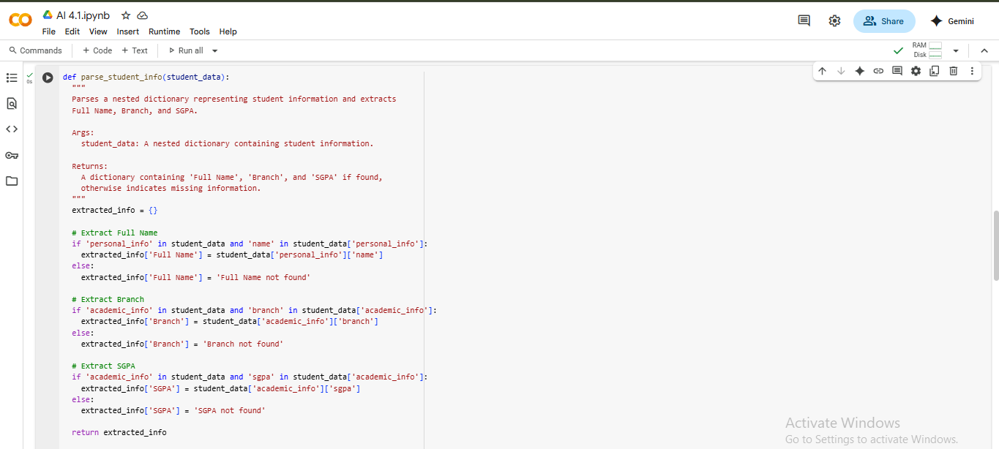 CO AI 4.1.ipynb
File Edit View Insert Runtime Tools Help
Share
Gemini
Commands + Code + Text Run all
RAM
Disk
0s
def parse_student_info(student_data):
"""
Parses a nested dictionary representing student information and extracts
Full Name, Branch, and SGPA.
Args:
student_data: A nested dictionary containing student information.
Returns:
A dictionary containing 'Full Name', 'Branch', and 'SGPA' if found,
otherwise indicates missing information.
"""
extracted_info = {}
# Extract Full Name
if 'personal_info' in student_data and 'name' in student_data['personal_info']:
extracted_info['Full Name'] = student_data['personal_info']['name']
else:
extracted_info['Full Name'] = 'Full Name not found'
# Extract Branch
if 'academic_info' in student_data and 'branch' in student_data['academic_info']:
extracted_info['Branch'] = student_data['academic_info']['branch']
else:
extracted_info['Branch'] = 'Branch not found'
# Extract SGPA
if 'academic_info' in student_data and 'sgpa' in student_data['academic_info']:
extracted_info['SGPA'] = student_data['academic_info']['sgpa']
else:
extracted_info['SGPA'] = 'SGPA not found'
return extracted_info
Activate Windows
Go to Settings to activate Windows.